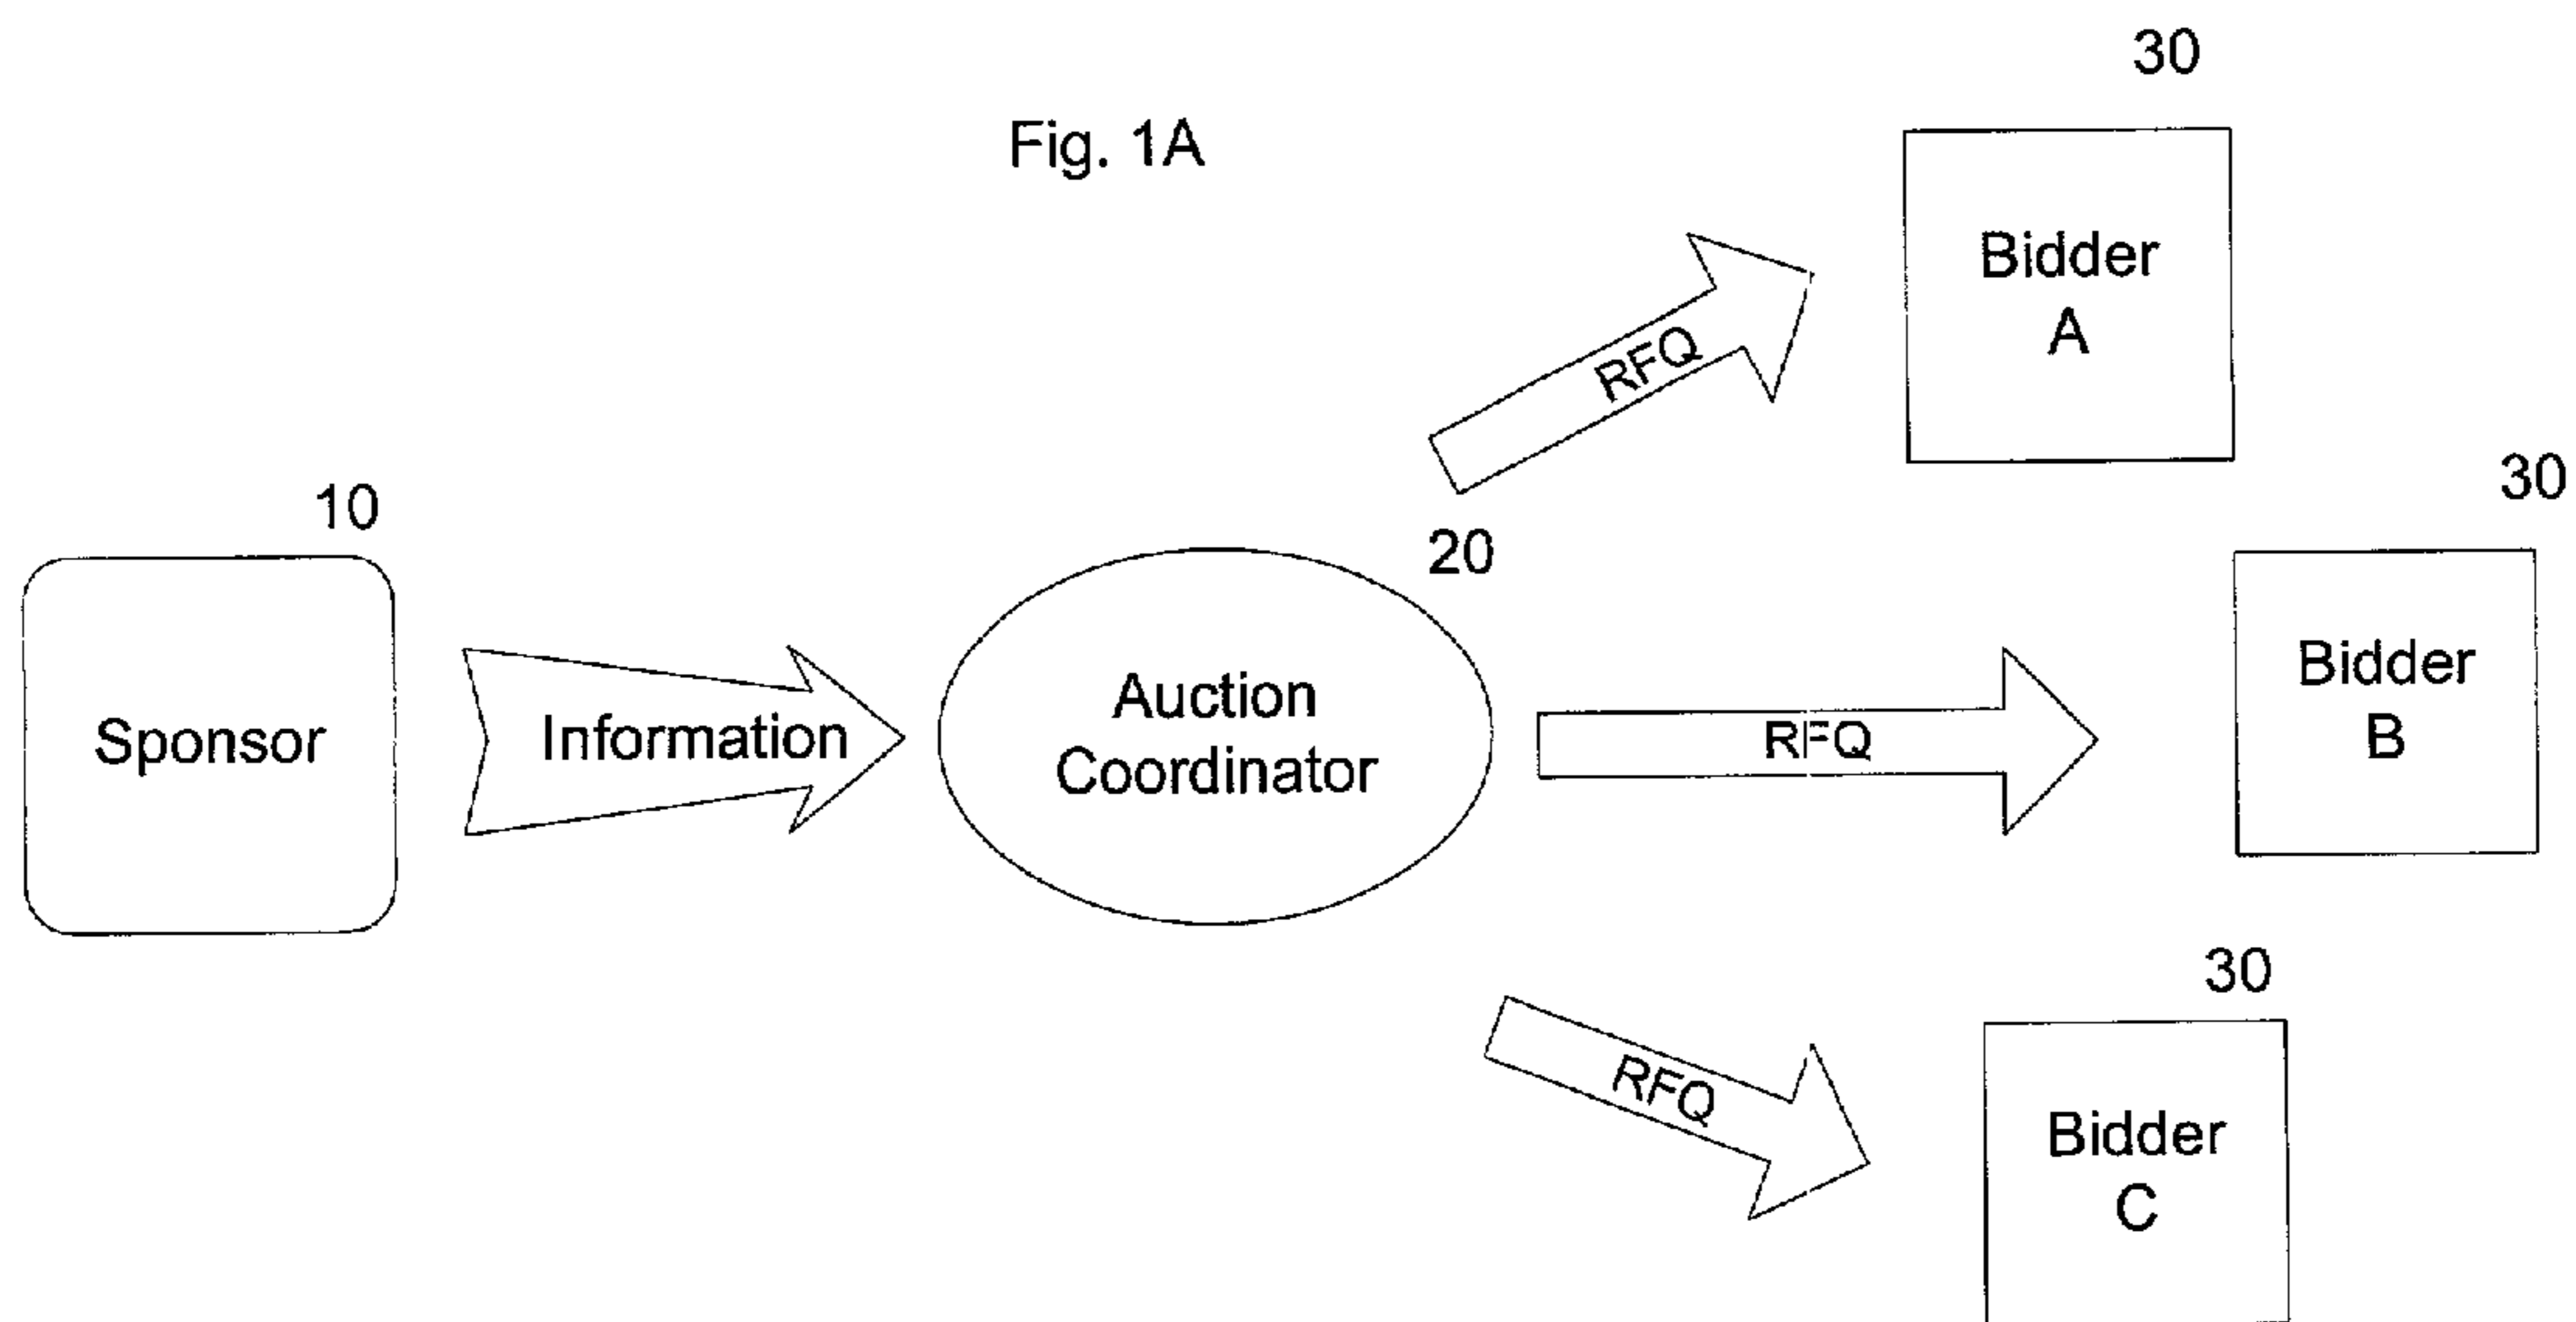 Fig. 1A
30
Bidder
A
RFQ
10
Sponsor
Information
20
Auction
Coordinator
RFQ
30
Bidder
B
RFQ
30
Bidder
C